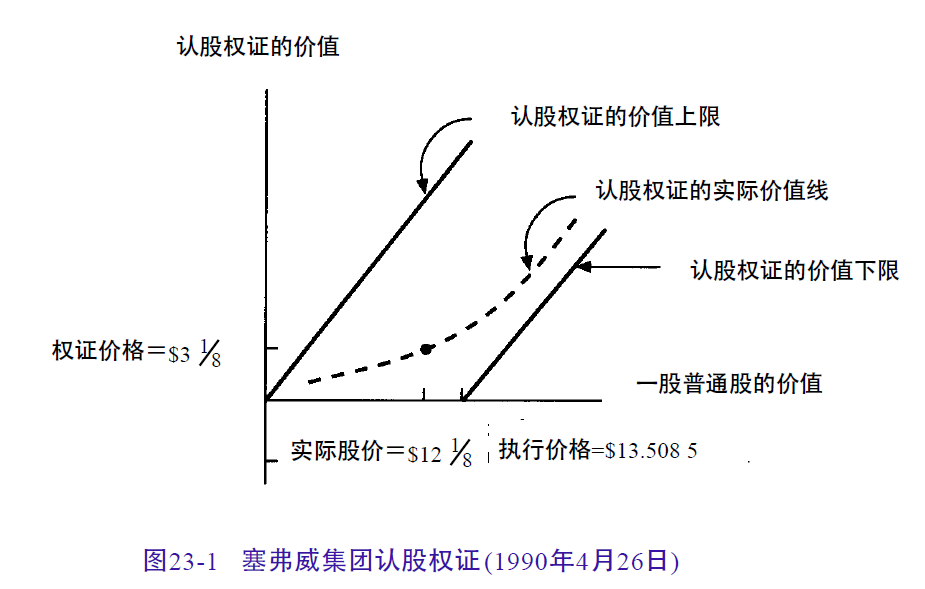 认股权证的价值
认股权证的价值上限
认股权证的实际价值线
认股权证的价值下限
权证价格＝$3 1/8
一股普通股的价值
实际股价＝$12 1/8
执行价格=$13.508 5
图23-1 塞弗威集团认股权证(1990年4月26日)